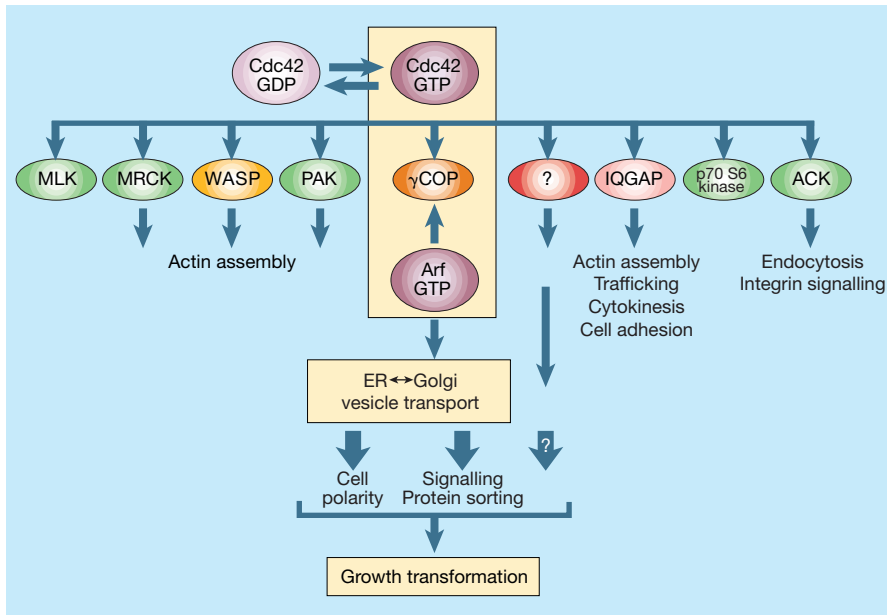 Cdc42
GDP
Cdc42
GTP
MLK
MRCK
WASP
PAK
γCOP
?
IQGAP
p70 S6
kinase
ACK
Actin assembly
Arf
GTP
Actin assembly
Trafficking
Cytokinesis
Cell adhesion
Endocytosis
Integrin signalling
ER↔Golgi
vesicle transport
?
Cell
polarity
Signalling
Protein sorting
Growth transformation